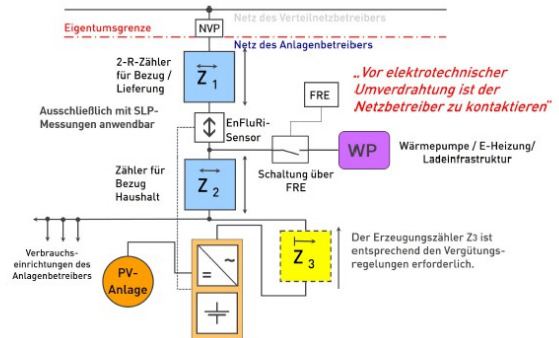 Netz des Verteilnetzbetreibers
Eigentumsgrenze
NVP
Netz des Anlagenbetreibers
2-R-Zähler
für Bezug /
Lieferung
Z1
FRE
„Vor elektrotechnischer
Umverdrahtung ist der
Netzbetreiber zu kontaktieren"
Ausschließlich mit SLP-
Messungen anwendbar
EnFluRi-
Sensor
WP
Wärmepumpe / E-Heizung/
Ladeinfrastruktur
Schaltung über
FRE
Zähler für
Bezug
Haushalt
Z2
Verbrauchs-
einrichtungen des
Anlagenbetreibers
PV-
Anlage
=
~
Z3
Der Erzeugungszähler Z3 ist
entsprechend den Vergütungs-
regelungen erforderlich.